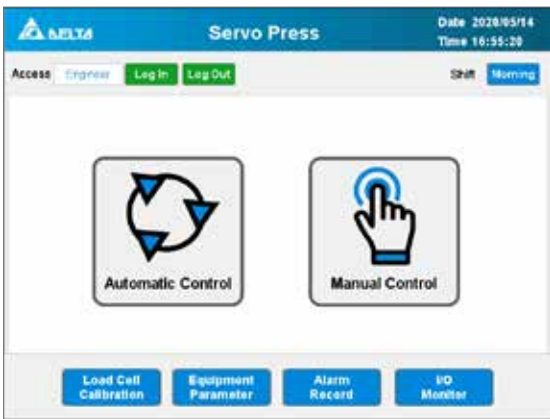 DELTA
Servo Press
Date 2020/05/14
Time 16:55:20
Access Engineer Log In Log Out
Shift Morning
Automatic Control
Manual Control
Load Cell
Calibration
Equipment
Parameter
Alarm
Record
I/O
Monitor